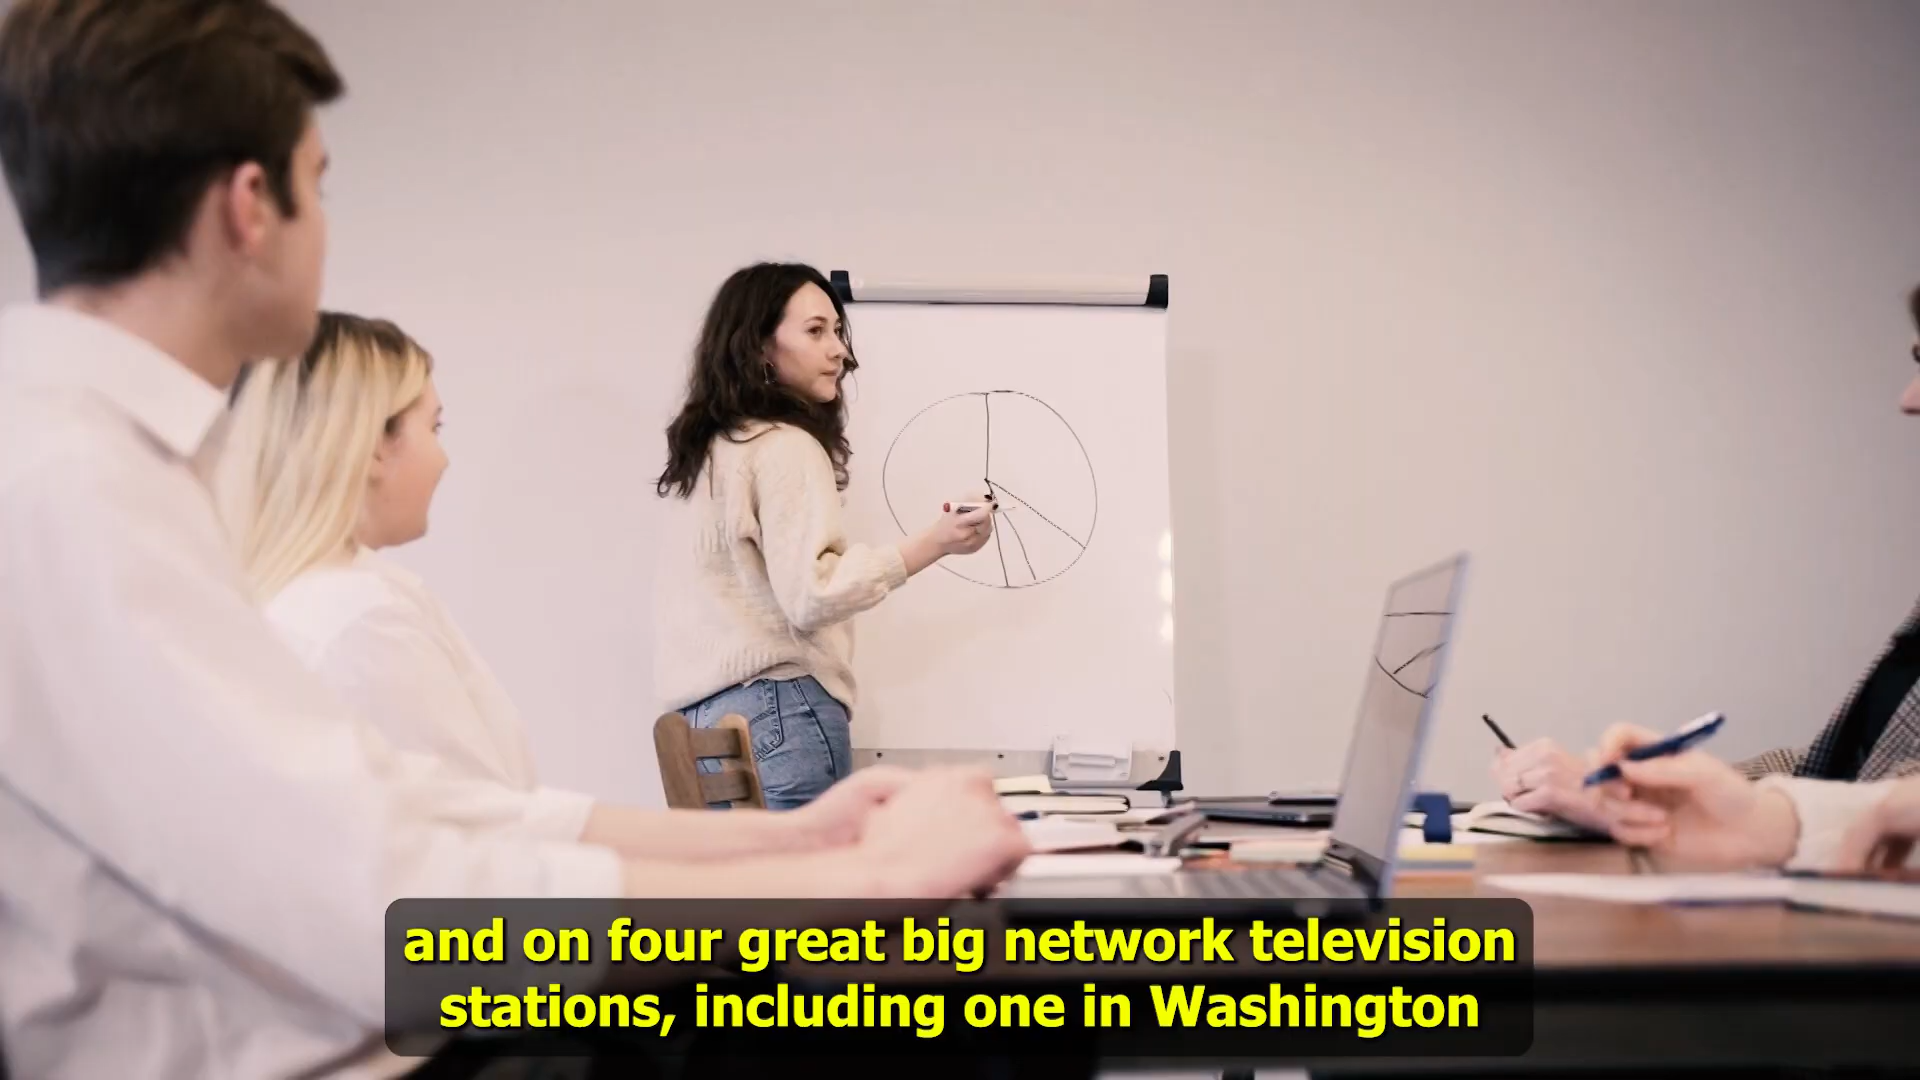 and on four great big network television
stations, including one in Washington